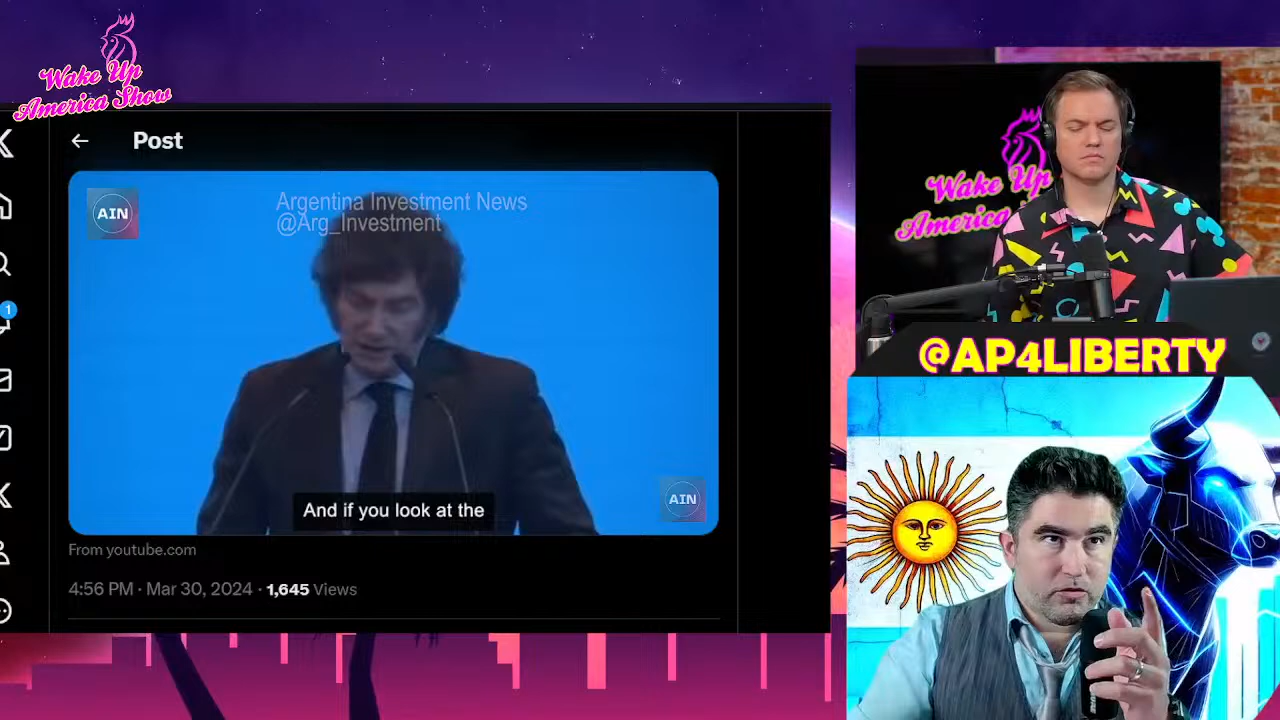 Wake Up
America Show
Post
AIN
Argentina Investment News
@Arg_Investment
And if you look at the
AIN
From youtube.com
4:56 PM · Mar 30, 2024 · 1,645 Views
1
Wake Up
America
@AP4LIBERTY